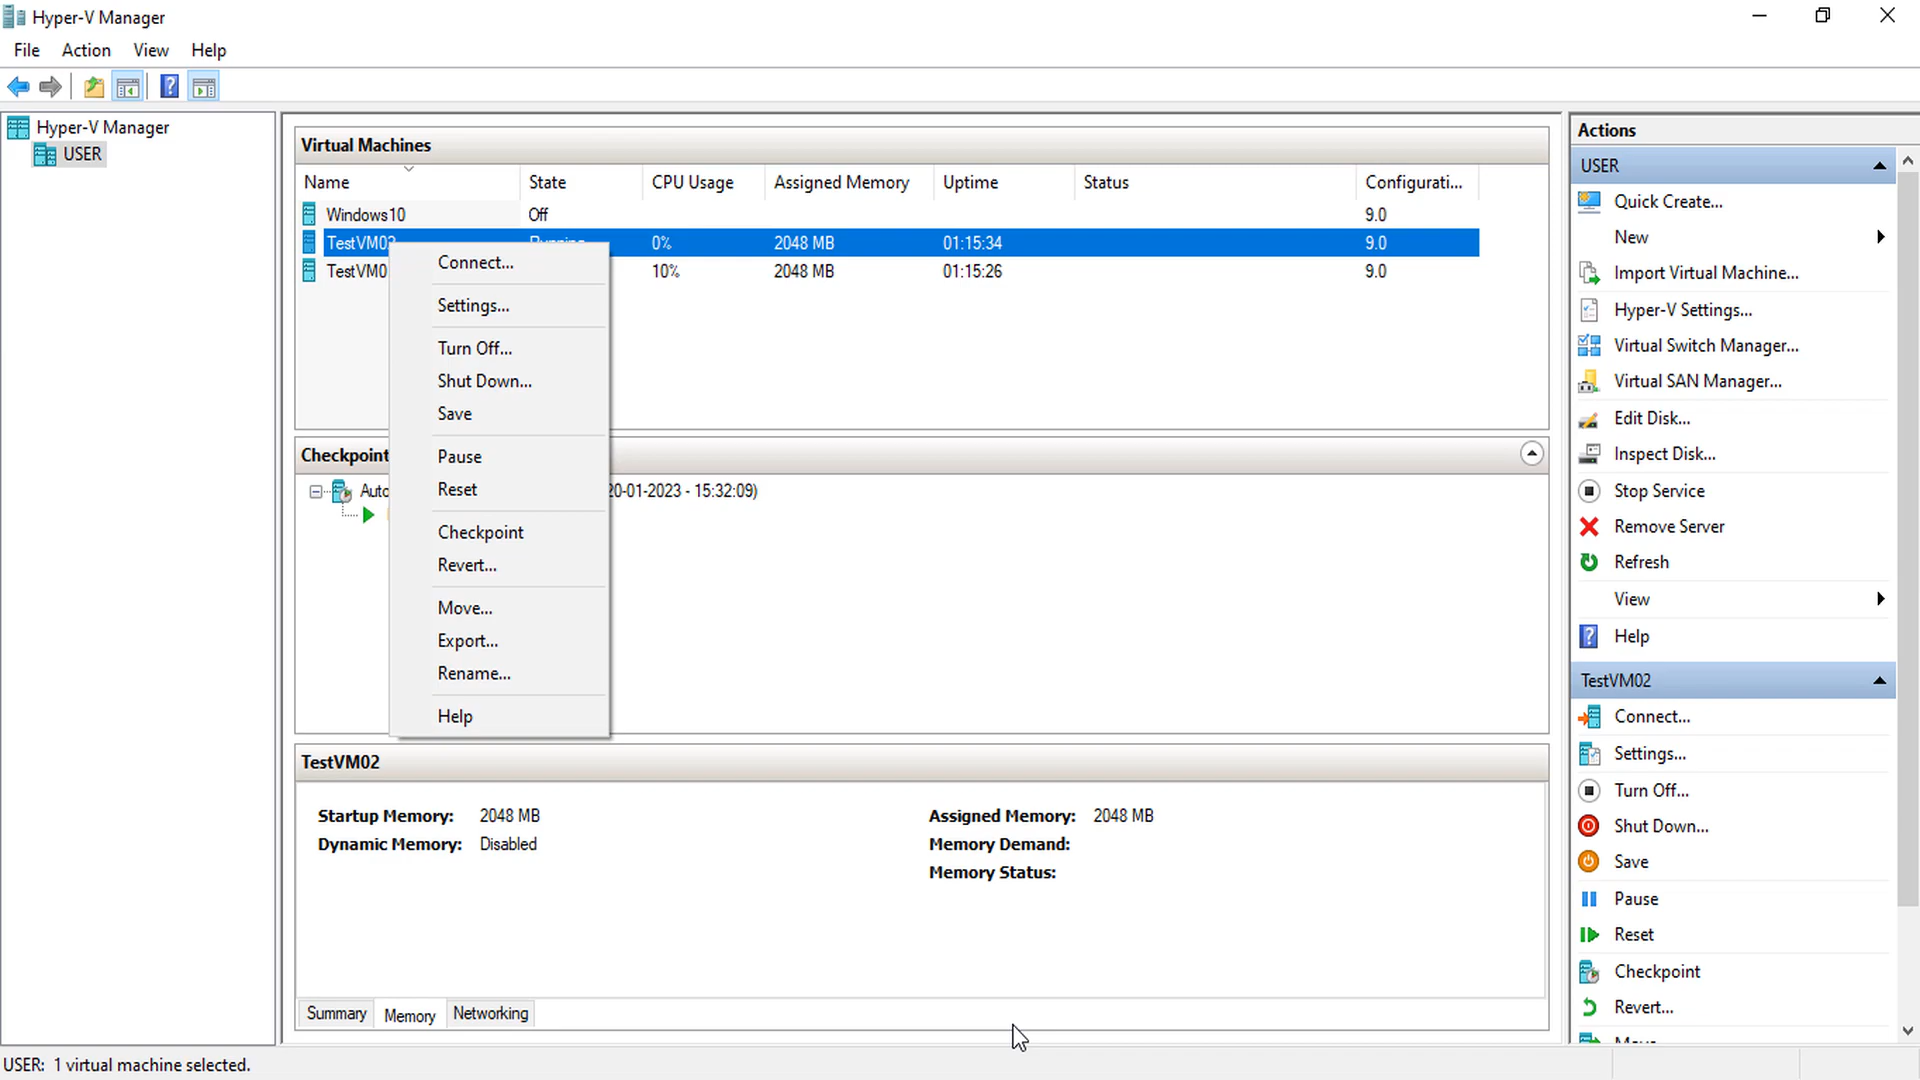 Hyper-V Manager
File Action View Help
Hyper-V Manager
USER
Virtual Machines
Name State CPU Usage Assigned Memory Uptime Status Configurati...
Windows10 Off 9.0
TestVM02 Running 0% 2048 MB 01:15:34 9.0
TestVM0 10% 2048 MB 01:15:26 9.0
Connect...
Settings...
Turn Off...
Shut Down...
Save
Pause
Reset
Checkpoint
Revert...
Move...
Export...
Rename...
Help
Checkpoint
Auto 20-01-2023 - 15:32:09)
TestVM02
Startup Memory: 2048 MB
Dynamic Memory: Disabled
Assigned Memory: 2048 MB
Memory Demand:
Memory Status:
Summary Memory Networking
Actions
USER
Quick Create...
New
Import Virtual Machine...
Hyper-V Settings...
Virtual Switch Manager...
Virtual SAN Manager...
Edit Disk...
Inspect Disk...
Stop Service
Remove Server
Refresh
View
Help
TestVM02
Connect...
Settings...
Turn Off...
Shut Down...
Save
Pause
Reset
Checkpoint
Revert...
USER: 1 virtual machine selected.